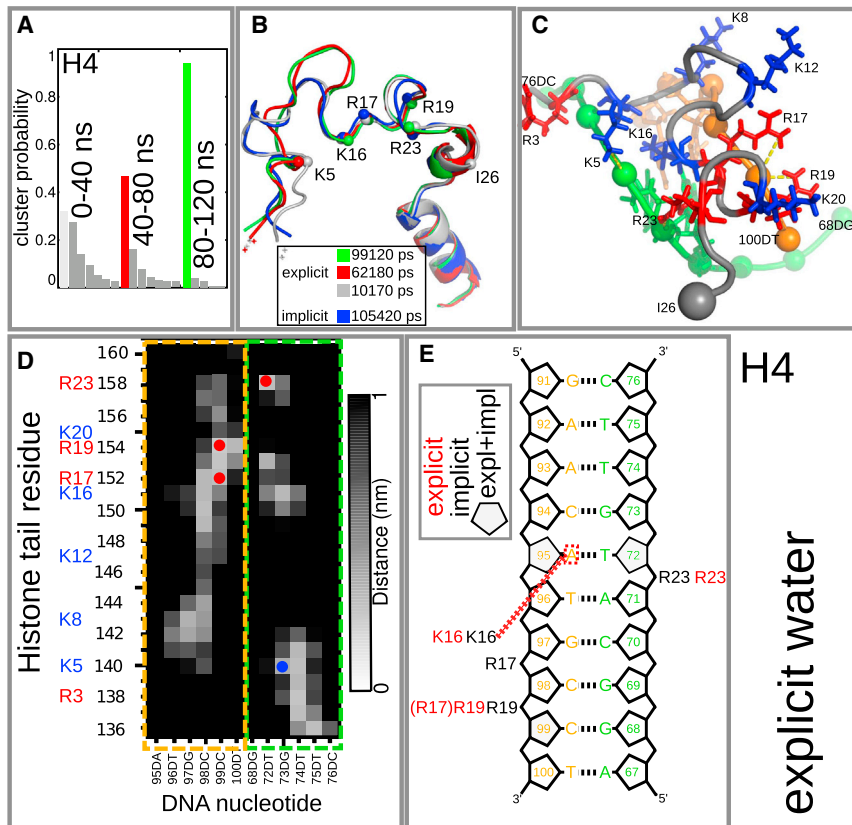 A
H4
cluster probability
1
0.8
0.6
0.4
0.2
0
0-40 ns
40-80 ns
80-120 ns
B
R17
R19
K16
R23
K5
I26
explicit
99120 ps
62180 ps
10170 ps
implicit
105420 ps
C
K8
K12
76DC
R3
K16
R17
K5
R19
K20
R23
100DT
68DG
I26
D
Histone tail residue
160
R23 158
156
K20
R19 154
R17 152
K16
150
K12 148
146
144
K8
142
K5 140
R3 138
136
95DA
96DT
97DG
98DC
99DC
100DT
68DG
72DT
73DG
74DT
75DT
76DC
DNA nucleotide
1
Distance (nm)
0
E
5' 3'
explicit
implicit
expl+impl
91 G C 76
92 A T 75
93 A T 74
94 C G 73
95 A T 72
R23 R23
96 T A 71
K16 K16
97 G C 70
R17
98 C G 69
(R17)R19R19
99 C G 68
100 T A 67
3' 5'
H4
explicit water